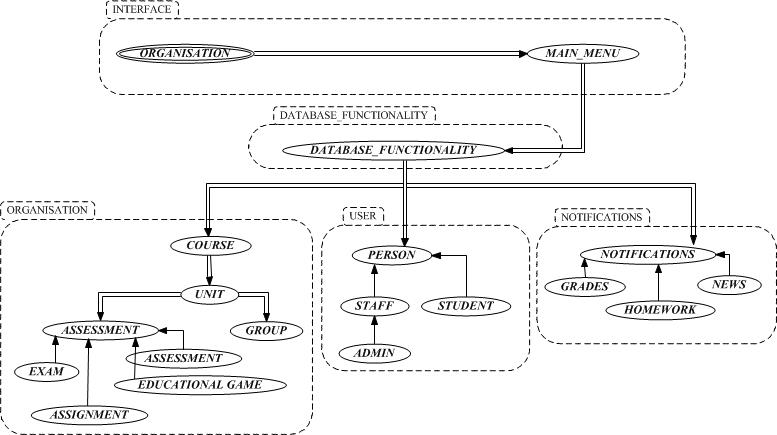 INTERFACE
ORGANISATION
MAIN_MENU
DATABASE_FUNCTIONALITY
DATABASE_FUNCTIONALITY
ORGANISATION
COURSE
UNIT
ASSESSMENT
GROUP
ASSESSMENT
EXAM
EDUCATIONAL GAME
ASSIGNMENT
USER
PERSON
STAFF
STUDENT
ADMIN
NOTIFICATIONS
NOTIFICATIONS
GRADES
NEWS
HOMEWORK